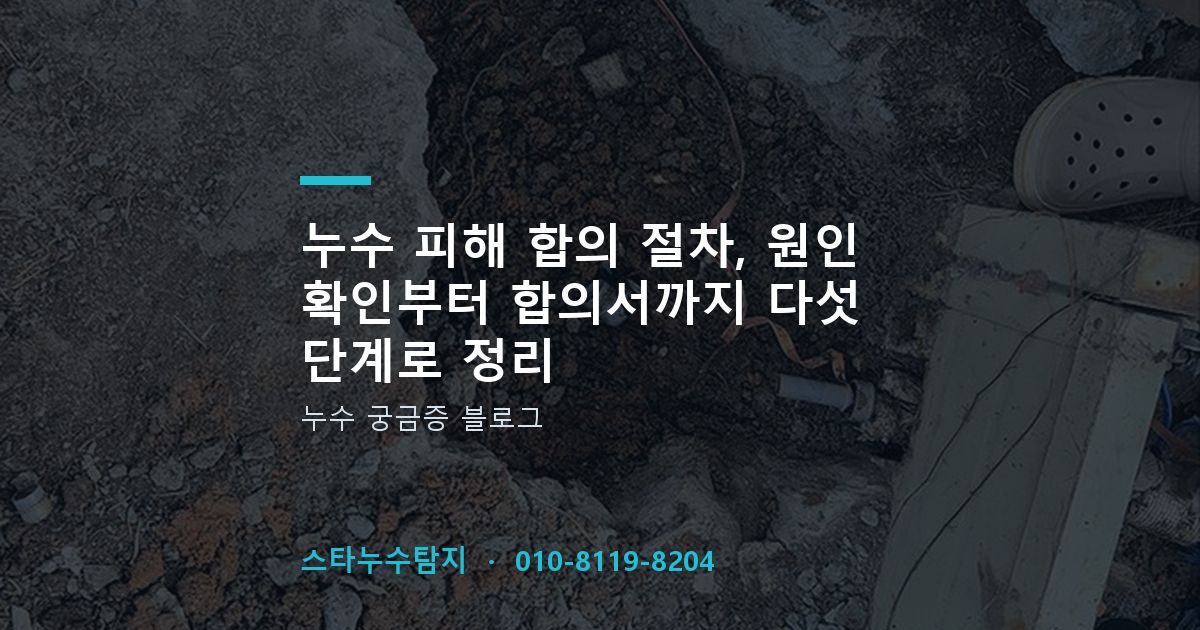 누수 피해 합의 절차, 원인
확인부터 합의서까지 다섯
단계로 정리
누수 궁금증 블로그
스타누수탐지 · 010-8119-8204